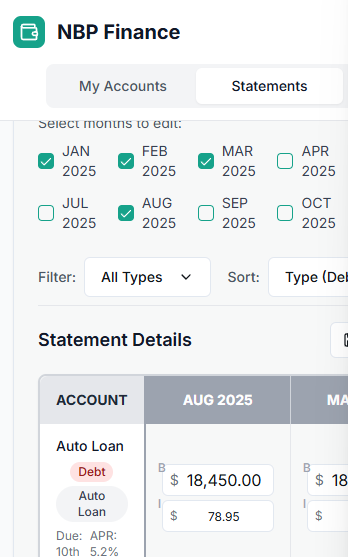 NBP Finance
My Accounts Statements
Select months to edit:
JAN 2025 FEB 2025 MAR 2025 APR 2025
JUL 2025 AUG 2025 SEP 2025 OCT 2025
Filter: All Types Sort: Type (Deb
Statement Details
ACCOUNT AUG 2025 MA
Auto Loan
Debt
Auto
Loan
Due: APR:
10th 5.2%
B $ 18,450.00 B $ 18
I $ 78.95 I $